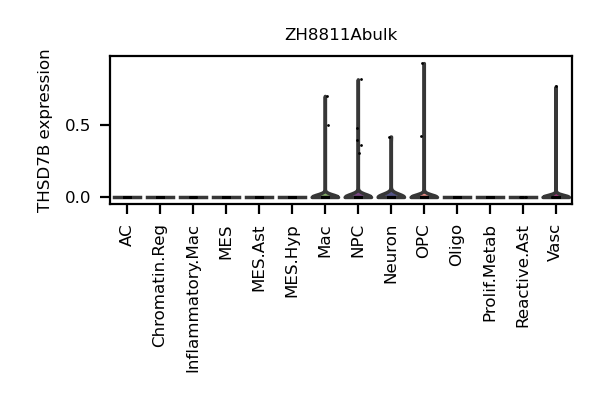 ZH8811Abulk
THSD7B expression
0.5
0.0
AC
Chromatin.Reg
Inflammatory.Mac
MES
MES.Ast
MES.Hyp
Mac
NPC
Neuron
OPC
Oligo
Prolif.Metab
Reactive.Ast
Vasc